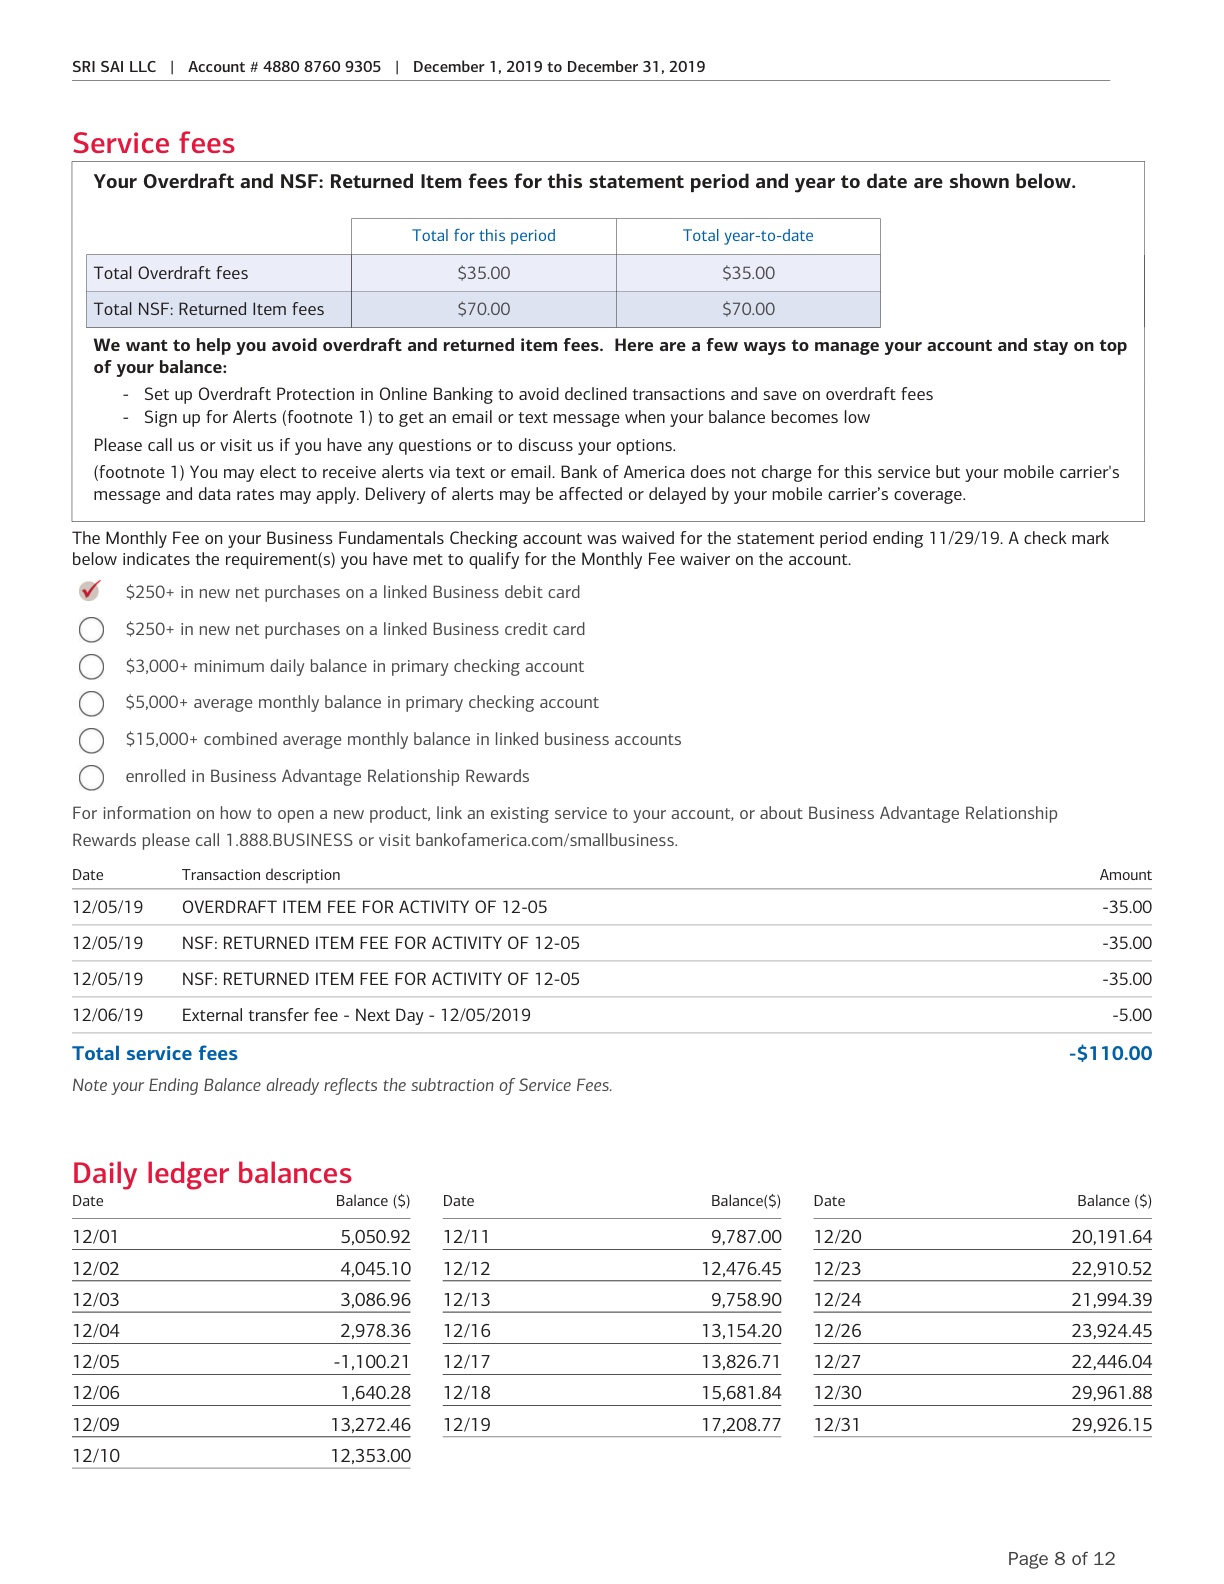 SRI SAI LLC | Account # 4880 8760 9305 | December 1, 2019 to December 31, 2019
Service fees
Your Overdraft and NSF: Returned Item fees for this statement period and year to date are shown below.
Total for this period Total year-to-date
Total Overdraft fees $35.00 $35.00
Total NSF: Returned Item fees $70.00 $70.00
We want to help you avoid overdraft and returned item fees. Here are a few ways to manage your account and stay on top
of your balance:
- Set up Overdraft Protection in Online Banking to avoid declined transactions and save on overdraft fees
- Sign up for Alerts (footnote 1) to get an email or text message when your balance becomes low
Please call us or visit us if you have any questions or to discuss your options.
(footnote 1) You may elect to receive alerts via text or email. Bank of America does not charge for this service but your mobile carrier's
message and data rates may apply. Delivery of alerts may be affected or delayed by your mobile carrier’s coverage.
The Monthly Fee on your Business Fundamentals Checking account was waived for the statement period ending 11/29/19. A check mark
below indicates the requirement(s) you have met to qualify for the Monthly Fee waiver on the account.
$250+ in new net purchases on a linked Business debit card
$250+ in new net purchases on a linked Business credit card
$3,000+ minimum daily balance in primary checking account
$5,000+ average monthly balance in primary checking account
$15,000+ combined average monthly balance in linked business accounts
enrolled in Business Advantage Relationship Rewards
For information on how to open a new product, link an existing service to your account, or about Business Advantage Relationship
Rewards please call 1.888.BUSINESS or visit bankofamerica.com/smallbusiness.
Date Transaction description Amount
12/05/19 OVERDRAFT ITEM FEE FOR ACTIVITY OF 12-05 -35.00
12/05/19 NSF: RETURNED ITEM FEE FOR ACTIVITY OF 12-05 -35.00
12/05/19 NSF: RETURNED ITEM FEE FOR ACTIVITY OF 12-05 -35.00
12/06/19 External transfer fee - Next Day - 12/05/2019 -5.00
Total service fees -$110.00
Note your Ending Balance already reflects the subtraction of Service Fees.
Daily ledger balances
Date Balance ($) Date Balance($) Date Balance ($)
12/01 5,050.92 12/11 9,787.00 12/20 20,191.64
12/02 4,045.10 12/12 12,476.45 12/23 22,910.52
12/03 3,086.96 12/13 9,758.90 12/24 21,994.39
12/04 2,978.36 12/16 13,154.20 12/26 23,924.45
12/05 -1,100.21 12/17 13,826.71 12/27 22,446.04
12/06 1,640.28 12/18 15,681.84 12/30 29,961.88
12/09 13,272.46 12/19 17,208.77 12/31 29,926.15
12/10 12,353.00
Page 8 of 12